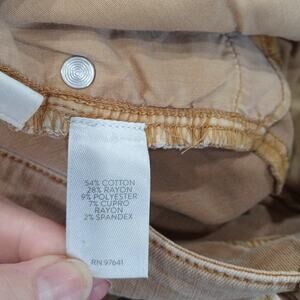 54% COTTON
28% RAYON
9% POLYESTER
7% CUPRO
RAYON
2% SPANDEX
RN 97641